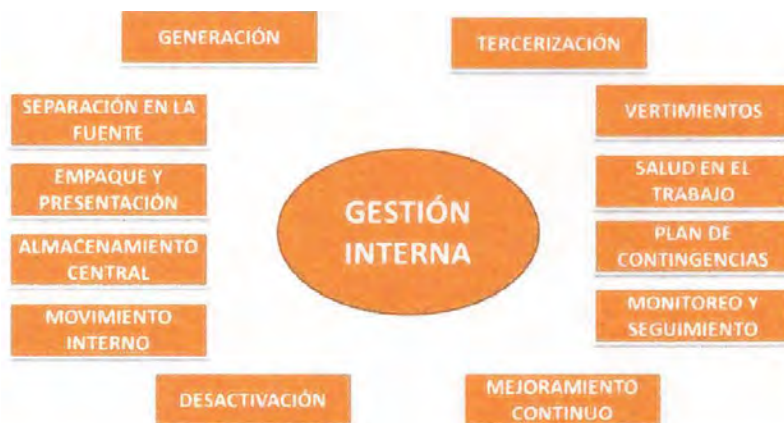 GENERACIÓN
TERCERIZACIÓN
SEPARACIÓN EN LA
FUENTE
EMPAQUE Y
PRESENTACIÓN
ALMACENAMIENTO
CENTRAL
MOVIMIENTO
INTERNO
GESTIÓN
INTERNA
VERTIMIENTOS
SALUD EN EL
TRABAJO
PLAN DE
CONTINGENCIAS
MONITOREO Y
SEGUIMIENTO
DESACTIVACIÓN
MEJORAMIENTO
CONTINUO